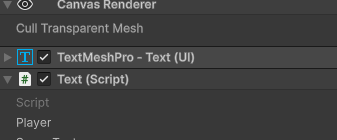 Canvas Renderer
Cull Transparent Mesh
TextMeshPro - Text (UI)
# Text (Script)
Script
Player